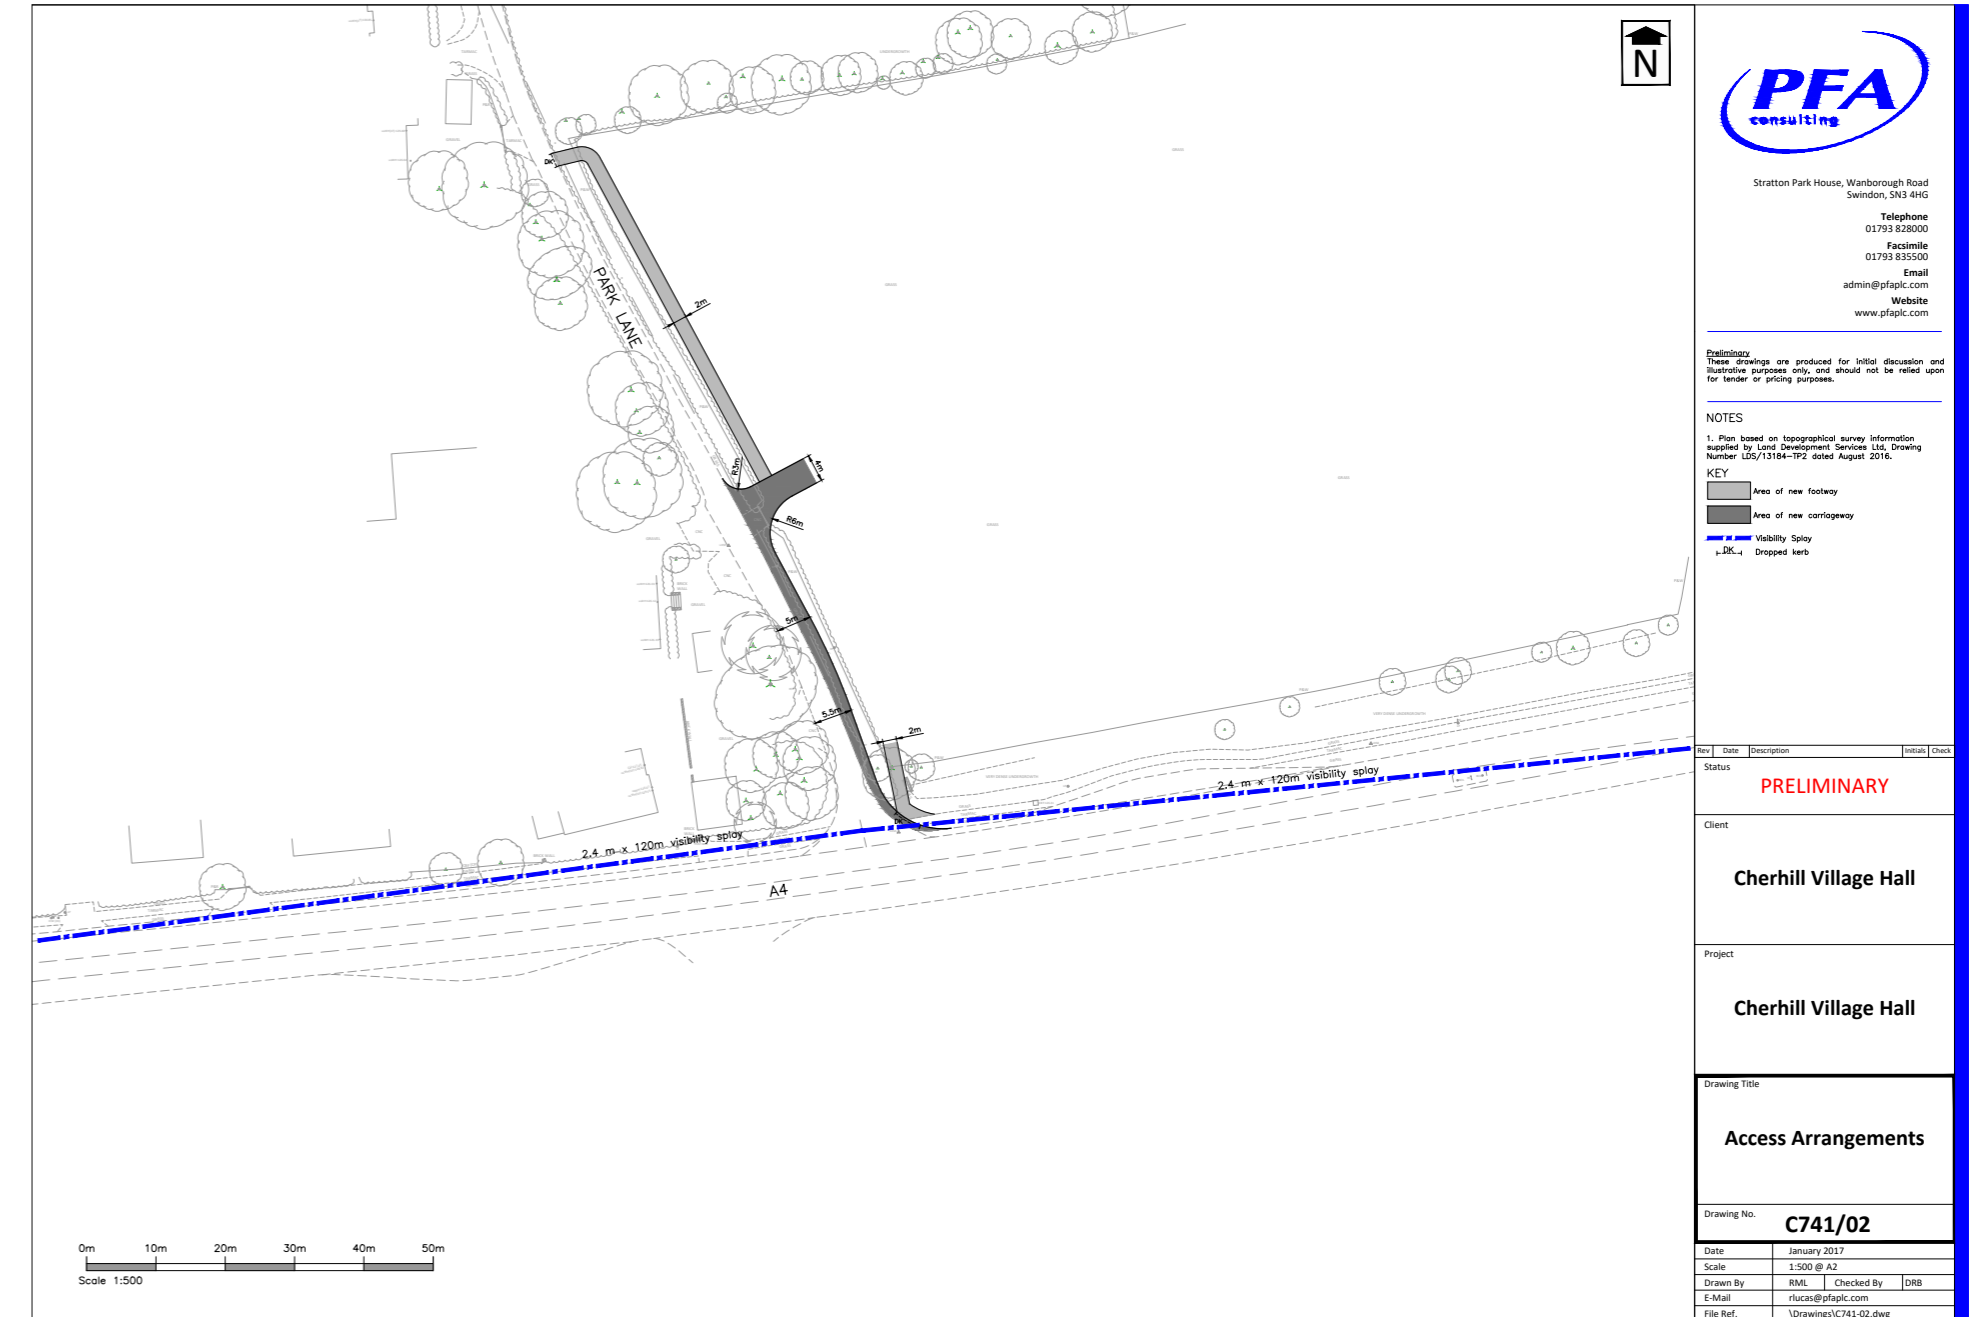 N
PARK LANE
DK
2m
R3m
4m
R6m
5m
5.5m
2m
DK
2.4 m x 120m visibility splay
2.4 m x 120m visibility splay
A4
0m 10m 20m 30m 40m 50m
Scale 1:500
PFA
consulting
Stratton Park House, Wanborough Road
Swindon, SN3 4HG
Telephone
01793 828000
Facsimile
01793 835500
Email
admin@pfaplc.com
Website
www.pfaplc.com
Preliminary
These drawings are produced for initial discussion and
illustrative purposes only, and should not be relied upon
for tender or pricing purposes.
NOTES
1. Plan based on topographical survey information
supplied by Land Development Services Ltd, Drawing
Number LDS/13184-TP2 dated August 2016.
KEY
Area of new footway
Area of new carriageway
Visibility Splay
DK Dropped kerb
Rev Date Description Initials Check
Status
PRELIMINARY
Client
Cherhill Village Hall
Project
Cherhill Village Hall
Drawing Title
Access Arrangements
Drawing No.
C741/02
Date January 2017
Scale 1:500 @ A2
Drawn By RML Checked By DRB
E-Mail rlucas@pfaplc.com
File Ref. \Drawings\C741-02.dwg